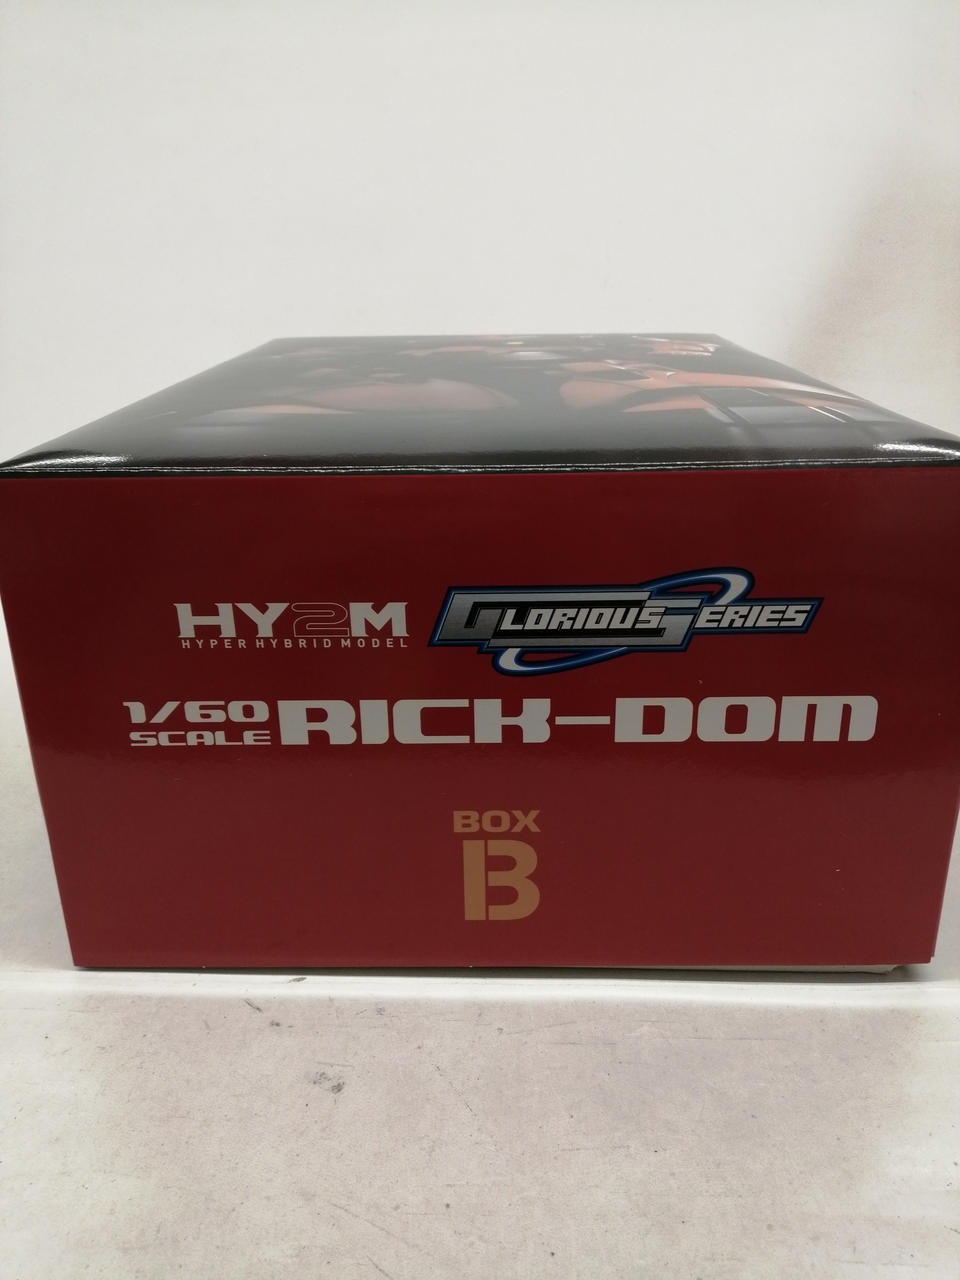 HY2M
HYPER HYBRID MODEL
GLORIOUS SERIES
1/60 SCALE RICK-DOM
BOX
B